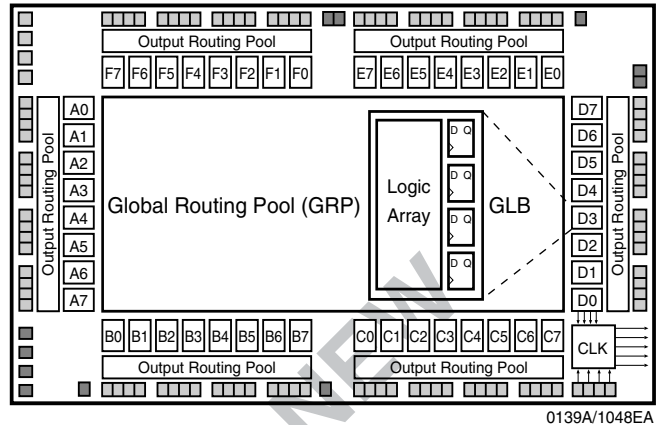 Output Routing Pool Output Routing Pool
F7 F6 F5 F4 F3 F2 F1 F0 E7 E6 E5 E4 E3 E2 E1 E0
Output Routing Pool
A0
A1
A2
A3
A4
A5
A6
A7
Global Routing Pool (GRP)
Logic
Array
D Q
D Q
D Q
D Q
GLB
D7
D6
D5
D4
D3
D2
D1
D0
Output Routing Pool
CLK
B0 B1 B2 B3 B4 B5 B6 B7 C0 C1 C2 C3 C4 C5 C6 C7
Output Routing Pool Output Routing Pool
NEW
0139A/1048EA